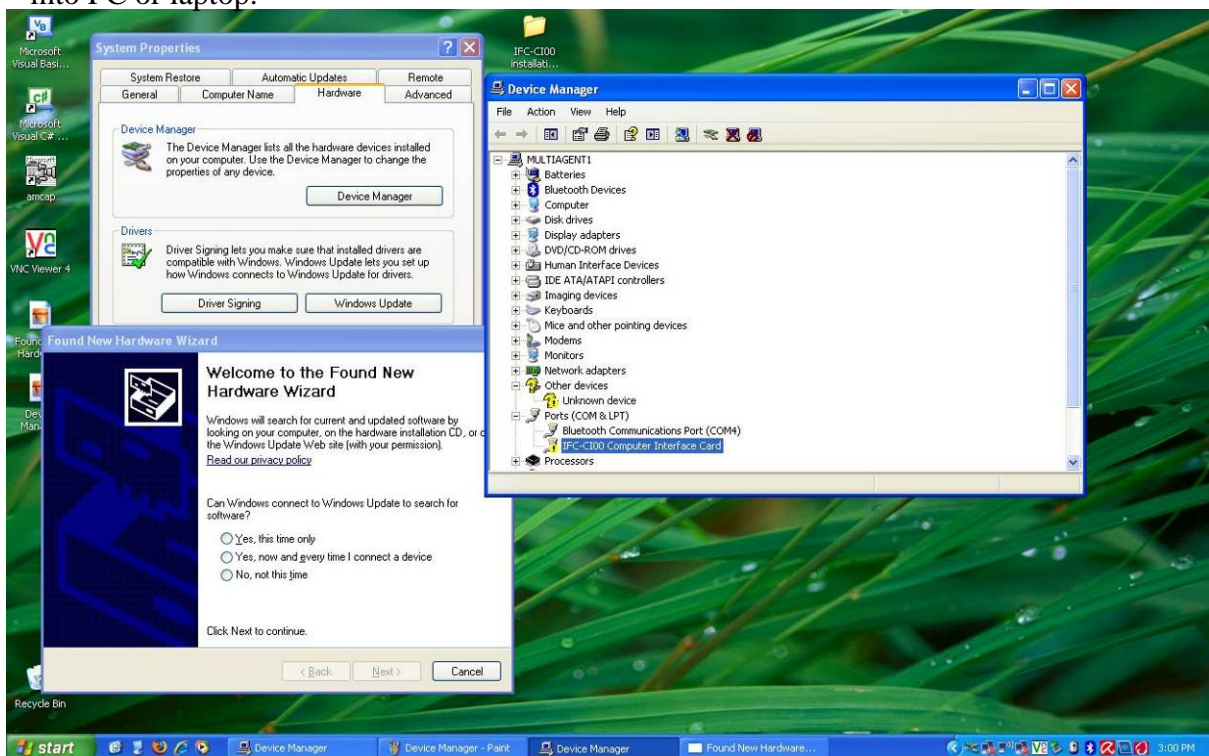 into PC or laptop.
Microsoft
Visual Basi...
Microsoft
Visual C# ...
amcap
VNC Viewer 4
Recycle Bin
IFC-CI00
installati...
System Properties
System Restore
Automatic Updates
Remote
General
Computer Name
Hardware
Advanced
Device Manager
The Device Manager lists all the hardware devices installed
on your computer. Use the Device Manager to change the
properties of any device.
Device Manager
Drivers
Driver Signing lets you make sure that installed drivers are
compatible with Windows. Windows Update lets you set up
how Windows connects to Windows Update for drivers.
Driver Signing
Windows Update
Found New Hardware Wizard
Welcome to the Found New
Hardware Wizard
Windows will search for current and updated software by
looking on your computer, on the hardware installation CD, or
the Windows Update Web site (with your permission).
Read our privacy policy
Can Windows connect to Windows Update to search for
software?
Yes, this time only
Yes, now and every time I connect a device
No, not this time
Click Next to continue.
< Back
Next >
Cancel
Device Manager
File Action View Help
MULTIAGENT1
Batteries
Bluetooth Devices
Computer
Disk drives
Display adapters
DVD/CD-ROM drives
Human Interface Devices
IDE ATA/ATAPI controllers
Imaging devices
Keyboards
Mice and other pointing devices
Modems
Monitors
Network adapters
Other devices
Unknown device
Ports (COM & LPT)
Bluetooth Communications Port (COM4)
IFC-CI00 Computer Interface Card
Processors
start
Device Manager
Device Manager - Paint
Device Manager
Found New Hardware...
3:00 PM